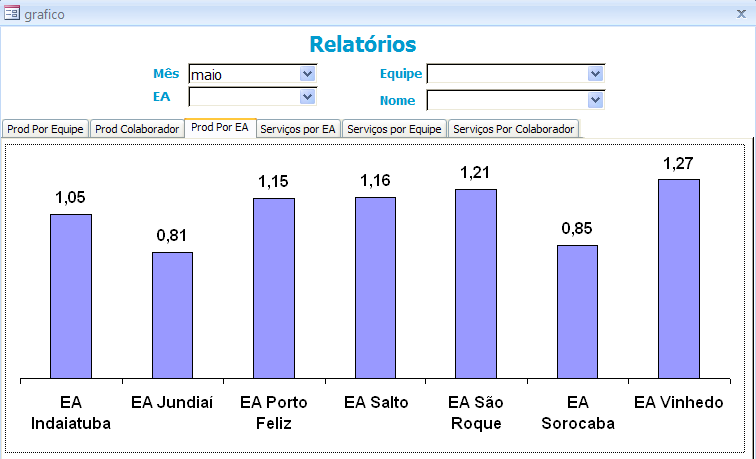 grafico
Relatórios
Mês maio Equipe
EA Nome
Prod Por Equipe Prod Colaborador Prod Por EA Serviços por EA Serviços por Equipe Serviços Por Colaborador
1,05 0,81 1,15 1,16 1,21 0,85 1,27
EA EA Jundiaí EA Porto EA Salto EA São EA EA Vinhedo
Indaiatuba Feliz Roque Sorocaba